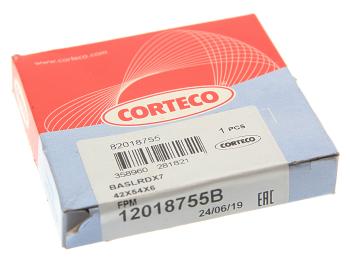 www.corteco.com
CORTECO
82018755
1 PCS
358960 281821
CORTECO
BASLRDX7
42X54X6
FPM
12018755B
24/06/19
EAC